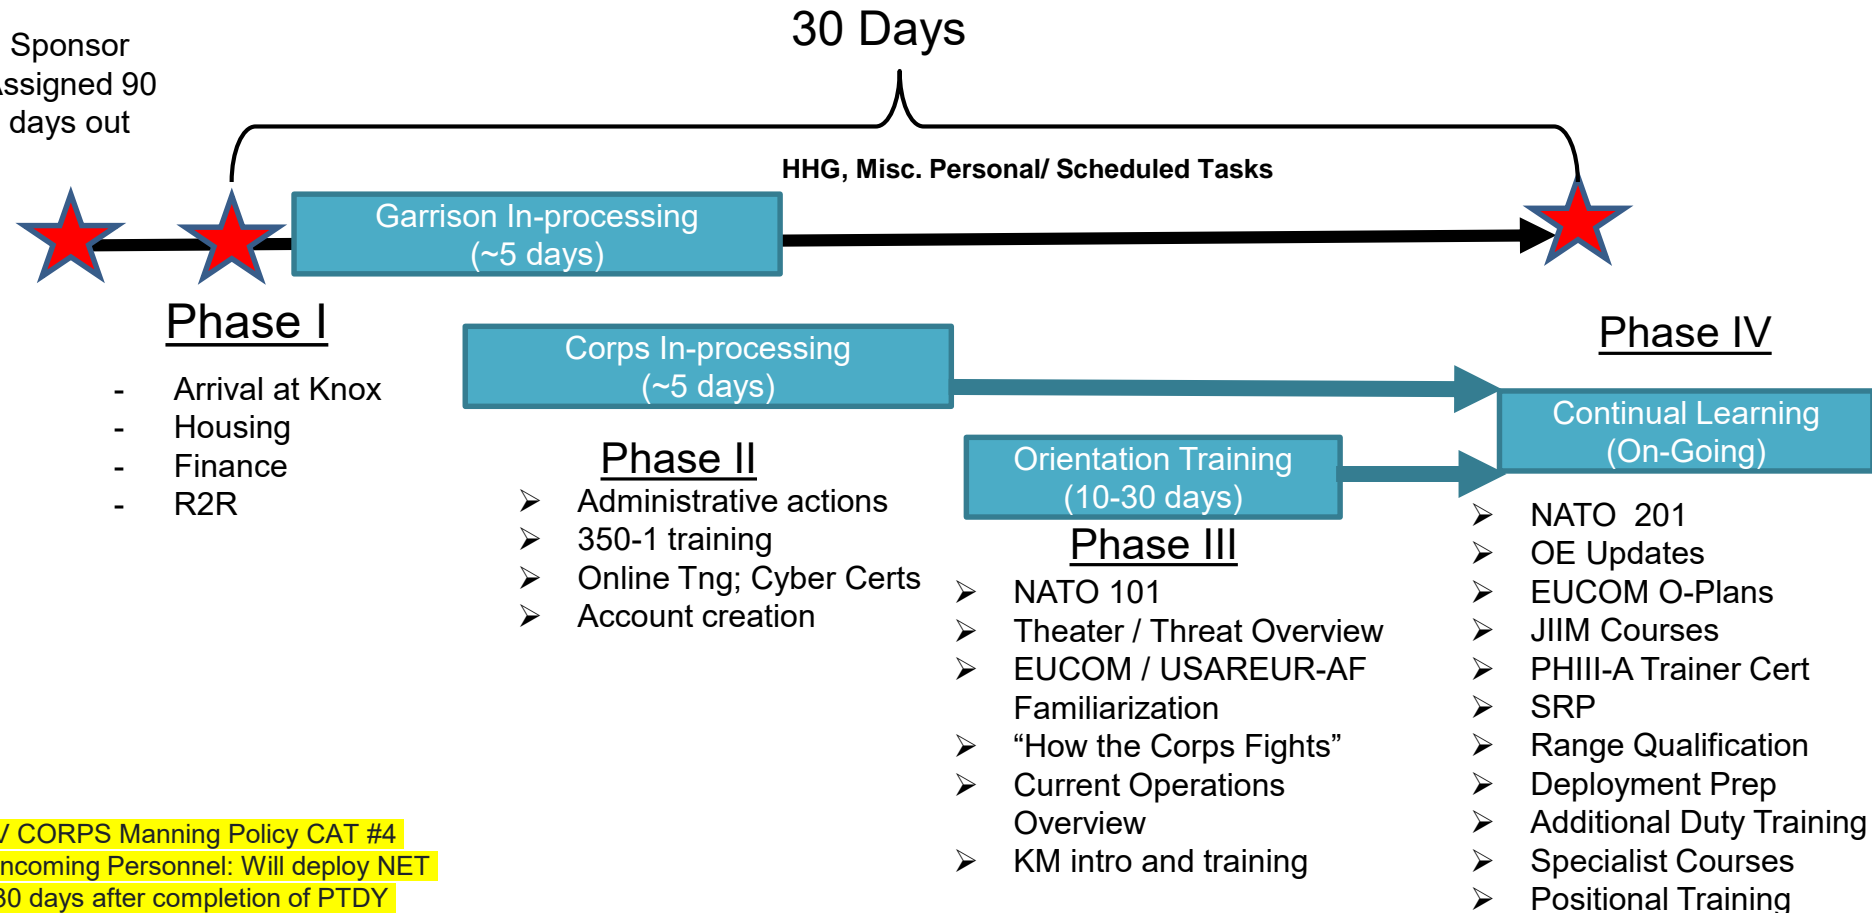 Sponsor
Assigned 90
days out
30 Days
HHG, Misc. Personal/ Scheduled Tasks
Garrison In-processing
(~5 days)
Phase I
- Arrival at Knox
- Housing
- Finance
- R2R
Corps In-processing
(~5 days)
Phase II
➢ Administrative actions
➢ 350-1 training
➢ Online Tng; Cyber Certs
➢ Account creation
Orientation Training
(10-30 days)
Phase III
➢ NATO 101
➢ Theater / Threat Overview
➢ EUCOM / USAREUR-AF
Familiarization
➢ “How the Corps Fights”
➢ Current Operations
Overview
➢ KM intro and training
Phase IV
Continual Learning
(On-Going)
➢ NATO 201
➢ OE Updates
➢ EUCOM O-Plans
➢ JIIM Courses
➢ PHIII-A Trainer Cert
➢ SRP
➢ Range Qualification
➢ Deployment Prep
➢ Additional Duty Training
➢ Specialist Courses
➢ Positional Training
V CORPS Manning Policy CAT #4
Incoming Personnel: Will deploy NET
30 days after completion of PTDY